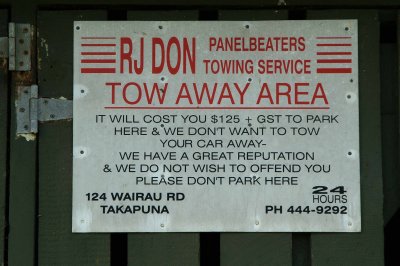 RJ DON PANELBEATERS
TOWING SERVICE
TOW AWAY AREA
IT WILL COST YOU $125 + GST TO PARK
HERE & WE DON'T WANT TO TOW
YOUR CAR AWAY-
WE HAVE A GREAT REPUTATION
& WE DO NOT WISH TO OFFEND YOU
PLEASE DON'T PARK HERE
124 WAIRAU RD
TAKAPUNA
24
HOURS
PH 444-9292